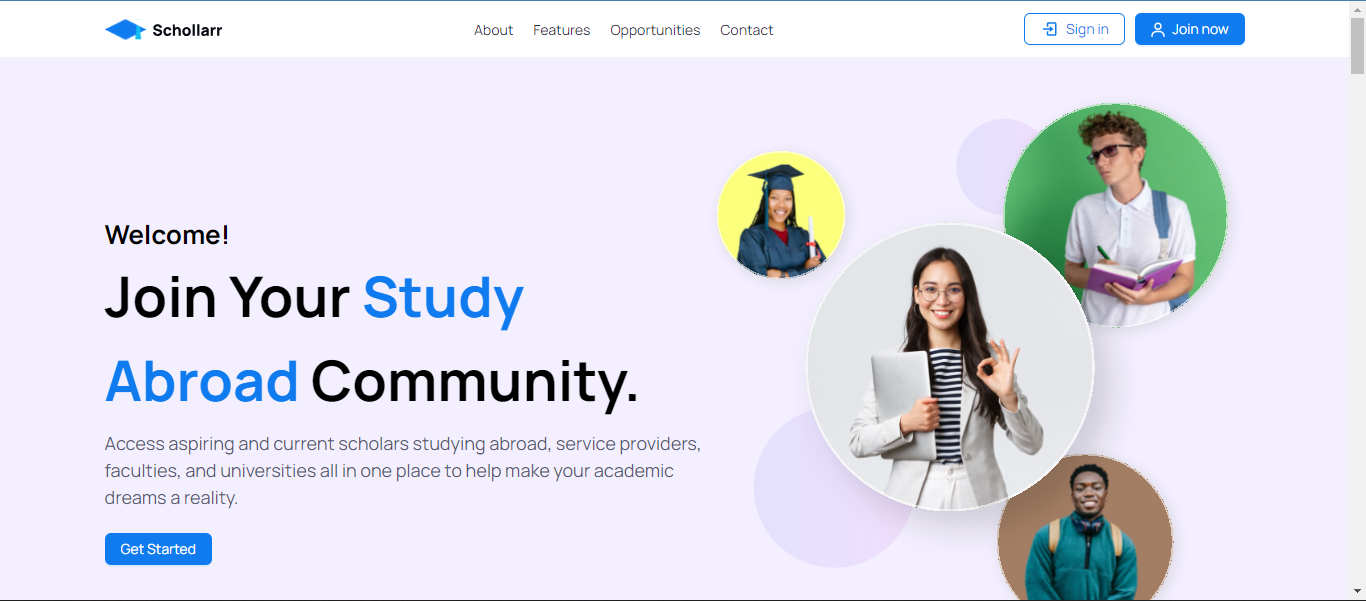 Schollarr
About
Features
Opportunities
Contact
Sign in
Join now
Welcome!
Join Your Study
Abroad Community.
Access aspiring and current scholars studying abroad, service providers,
faculties, and universities all in one place to help make your academic
dreams a reality.
Get Started